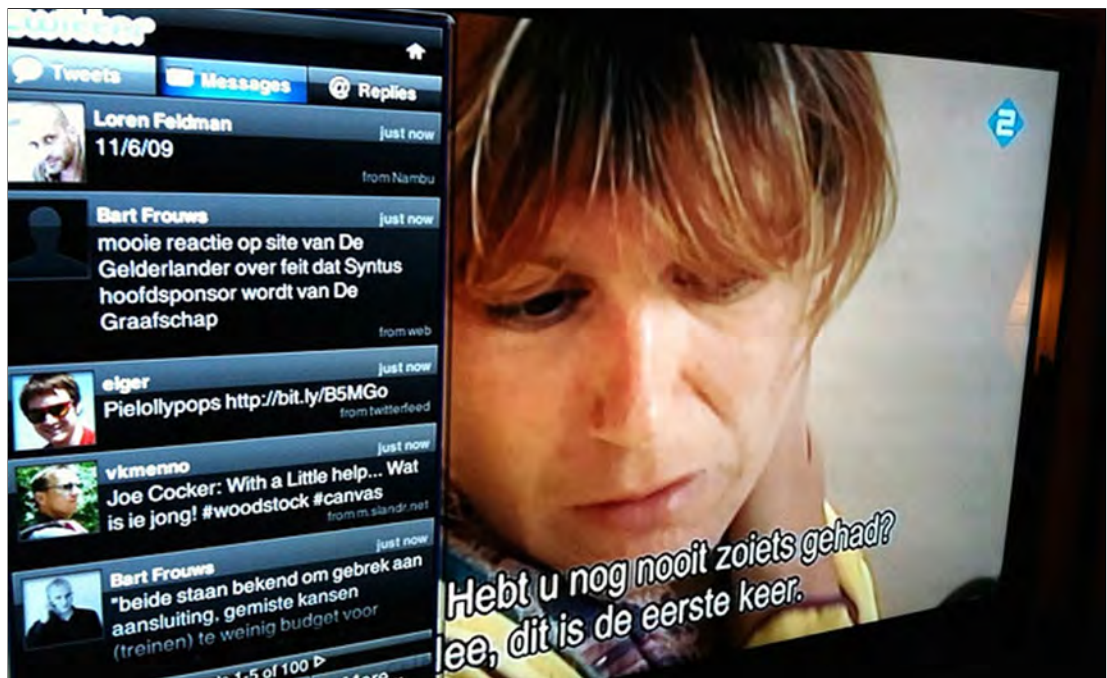 twitter
Tweets
Messages
@ Replies
Loren Feldman
just now
11/6/09
from Nambu
Bart Frouws
just now
mooie reactie op site van De
Gelderlander over feit dat Syntus
hoofdsponsor wordt van De
Graafschap
from web
elger
just now
Pielollypops http://bit.ly/B5MGo
from twitterfeed
vkmenno
just now
Joe Cocker: With a Little help... Wat
is ie jong! #woodstock #canvas
from m.slandr.net
Bart Frouws
just now
"beide staan bekend om gebrek aan
aansluiting, gemiste kansen
(treinen) te weinig budget voor
1-5 of 100
2
Hebt u nog nooit zoiets gehad?
ee, dit is de eerste keer.